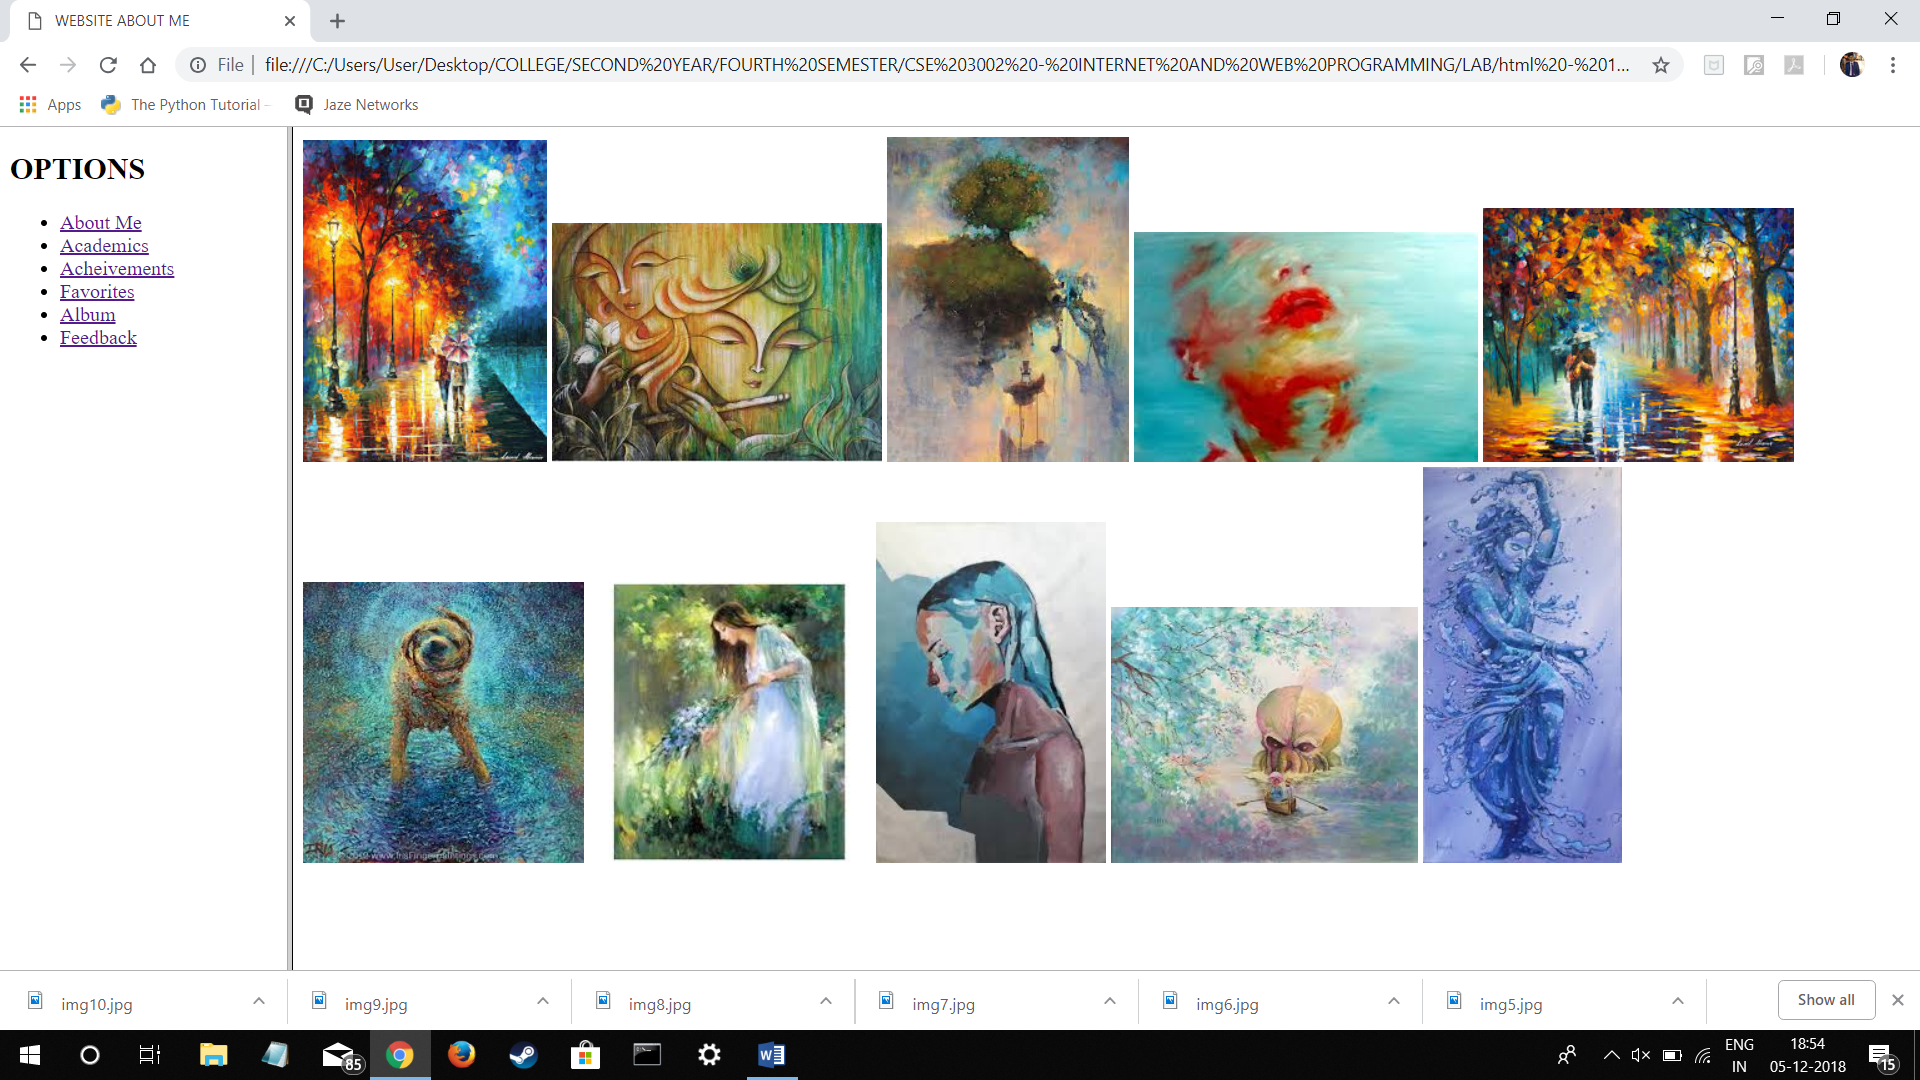 WEBSITE ABOUT ME
File | file:///C:/Users/User/Desktop/COLLEGE/SECOND%20YEAR/FOURTH%20SEMESTER/CSE%203002%20-%20INTERNET%20AND%20WEB%20PROGRAMMING/LAB/html%20-%201...
Apps The Python Tutorial – Jaze Networks
OPTIONS
About Me
Academics
Acheivements
Favorites
Album
Feedback
img10.jpg img9.jpg img8.jpg img7.jpg img6.jpg img5.jpg Show all
85
ENG 18:54
IN 05-12-2018 15